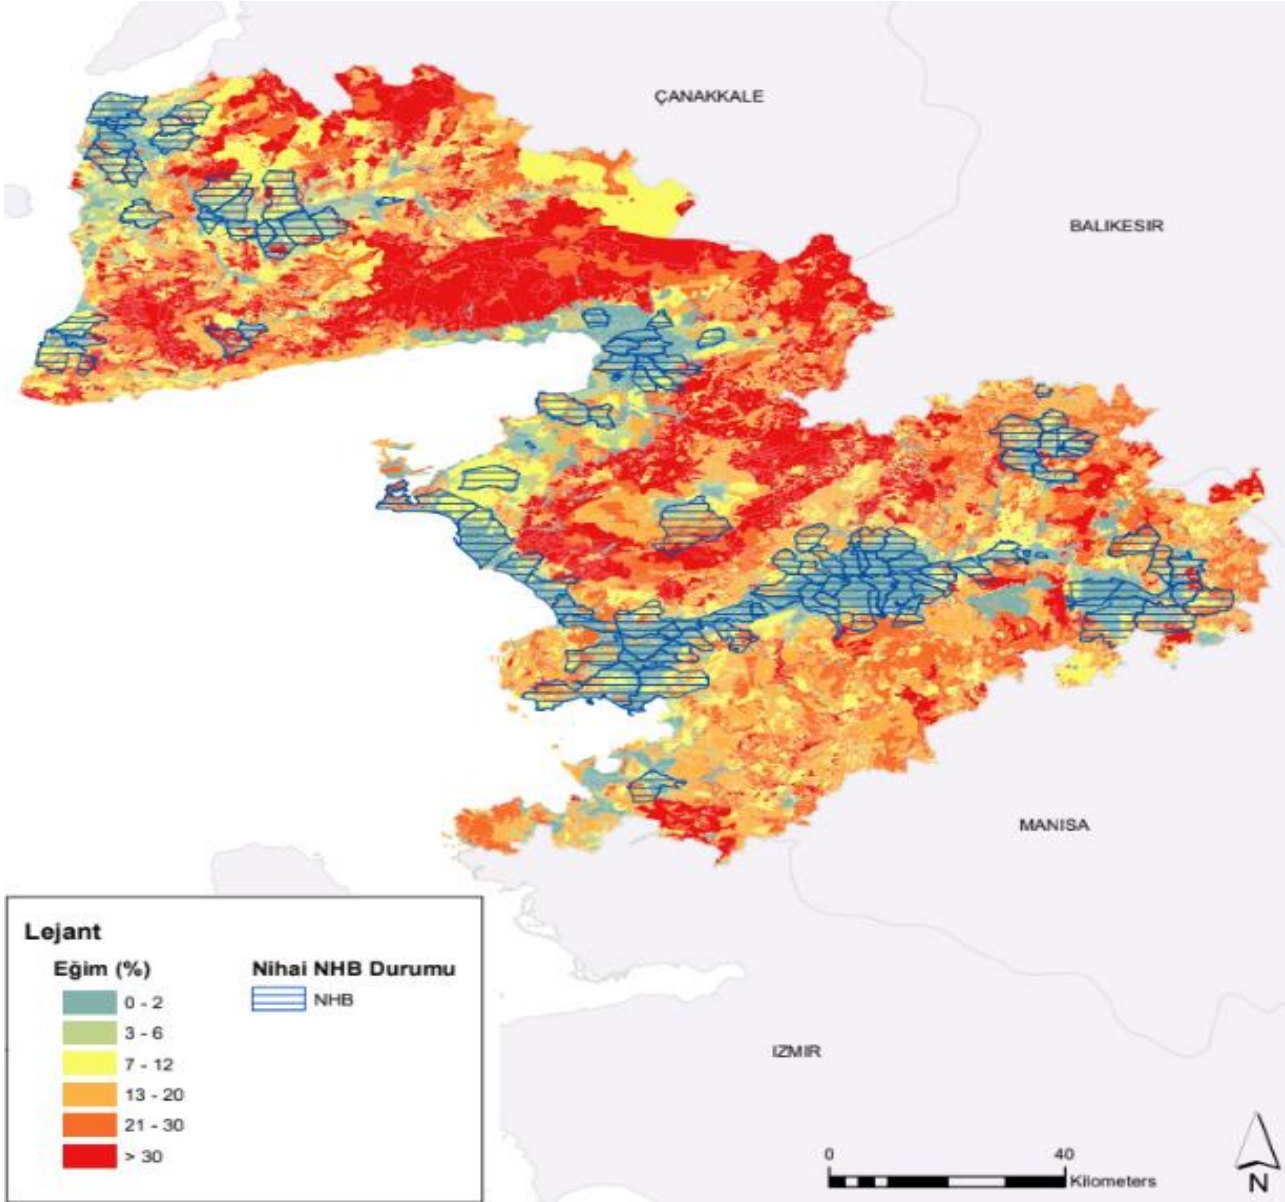 ÇANAKKALE
BALIKESIR
MANISA
IZMIR
Lejant
Eğim (%)
0 - 2
3 - 6
7 - 12
13 - 20
21 - 30
> 30
Nihai NHB Durumu
NHB
0 40
Kilometers
N